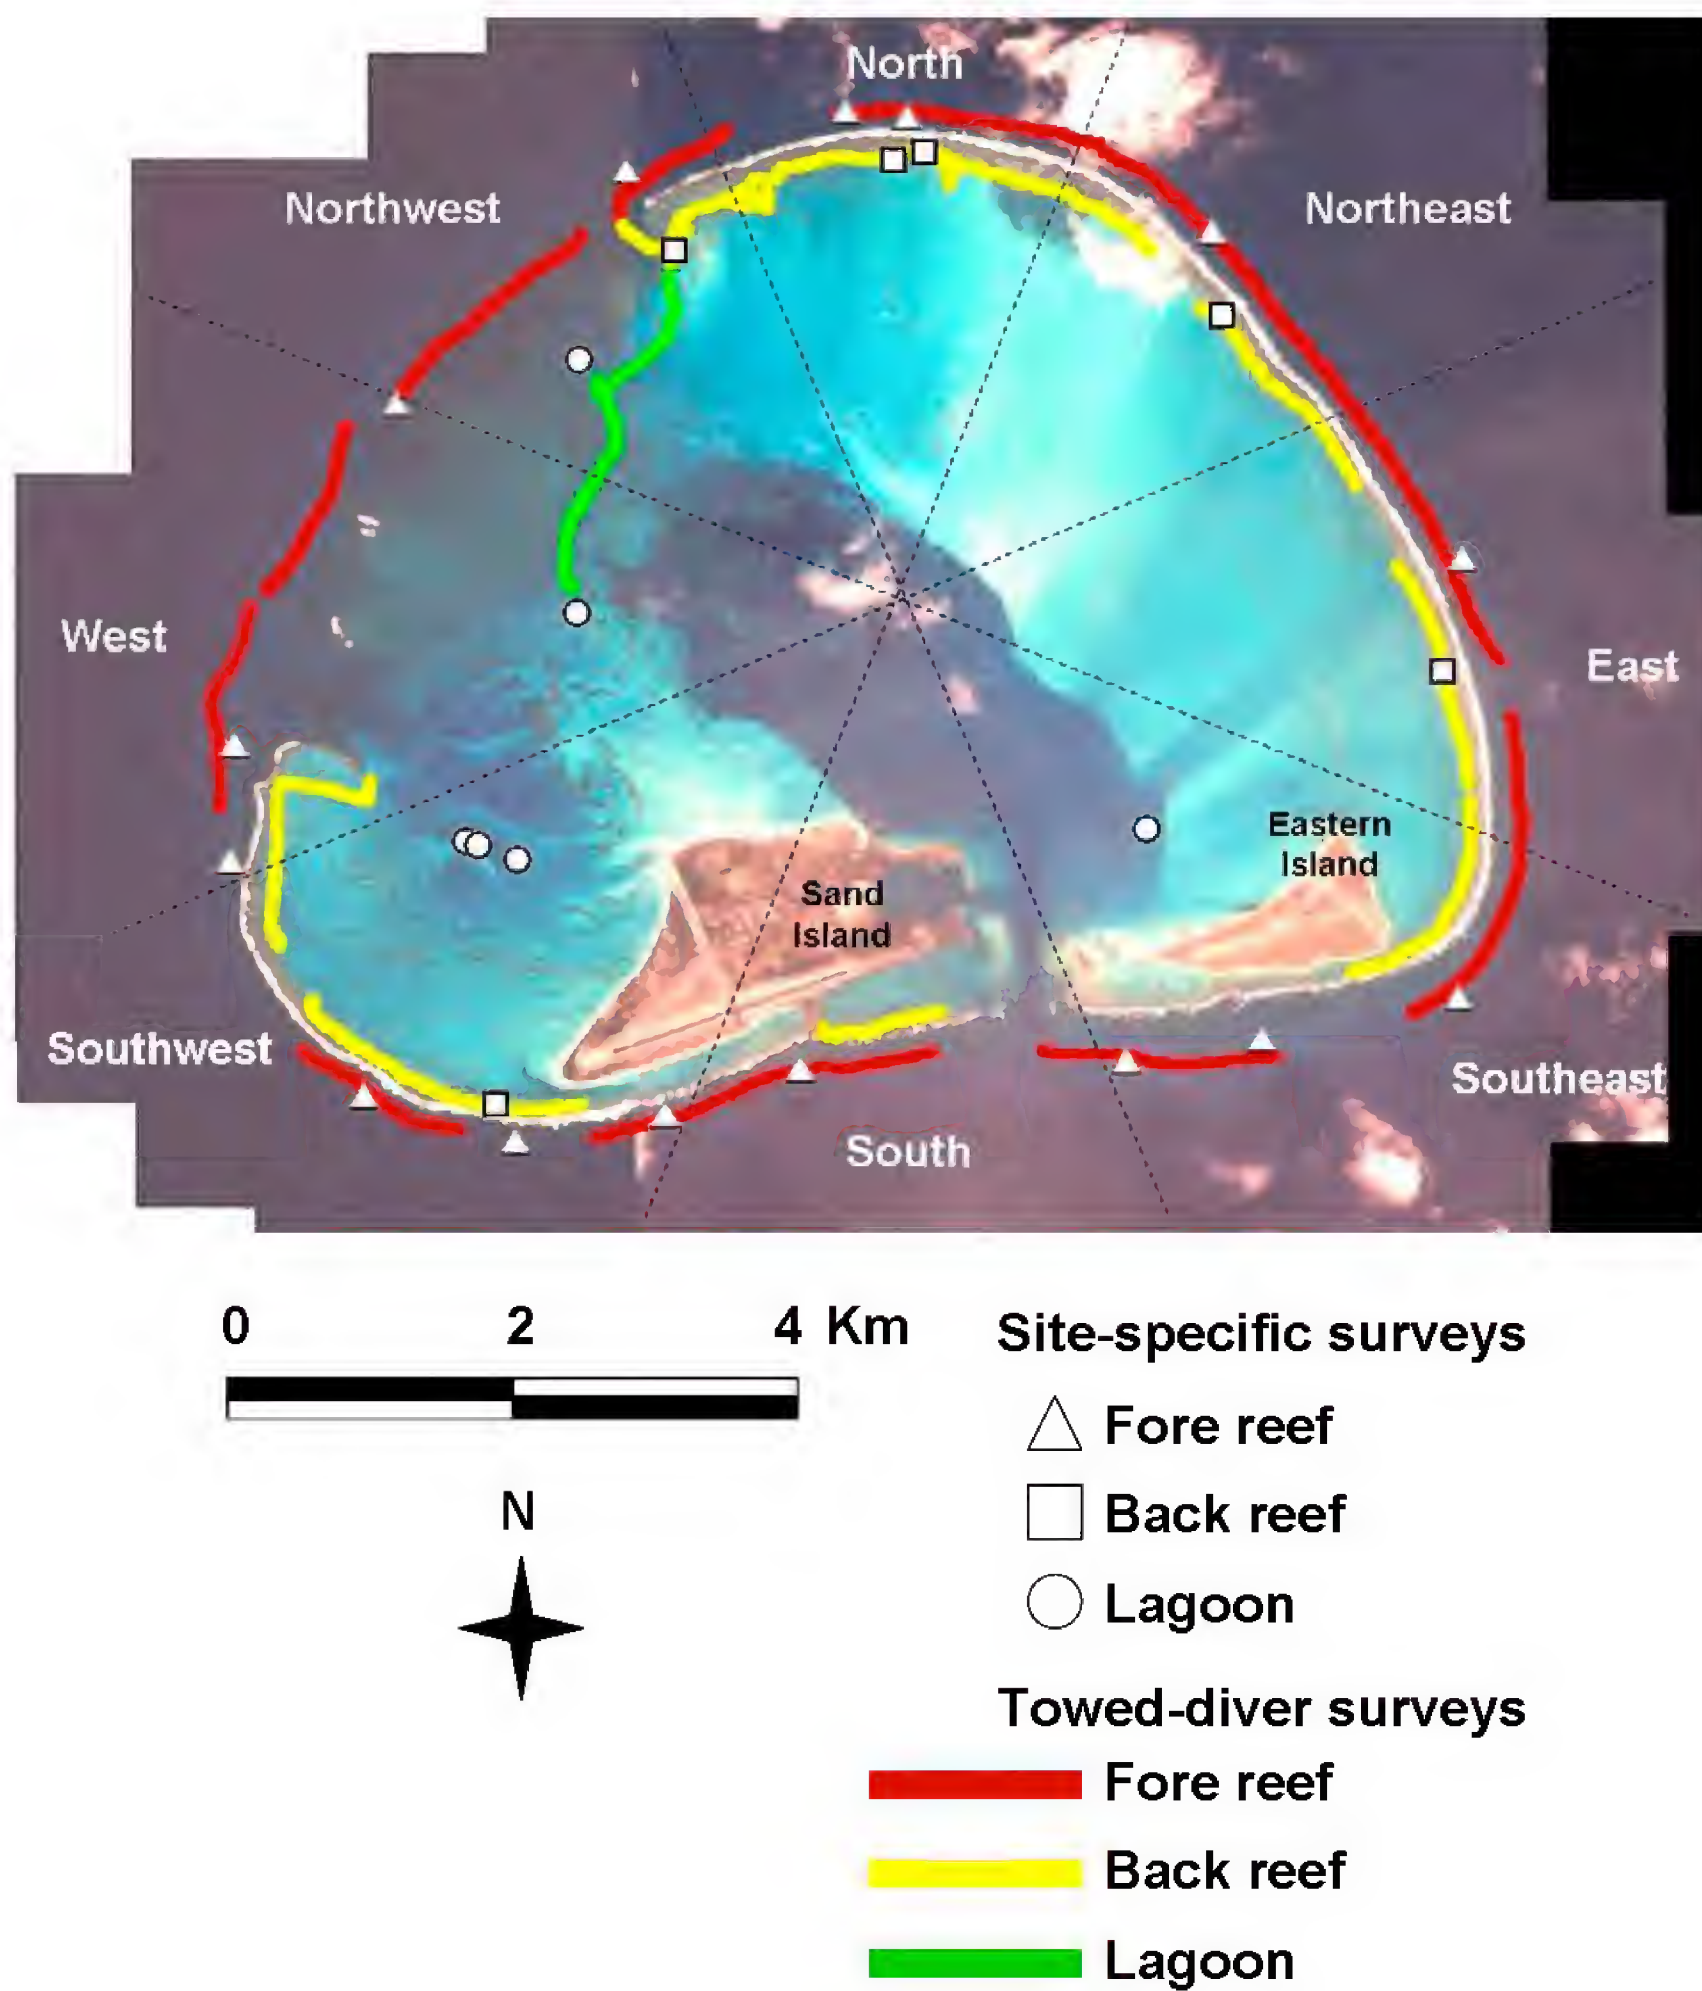 North
Northwest
Northeast
West
East
Eastern
Island
Sand
Island
Southwest
Southeast
South
0 2 4 Km
N
Site-specific surveys
Fore reef
Back reef
Lagoon
Towed-diver surveys
Fore reef
Back reef
Lagoon